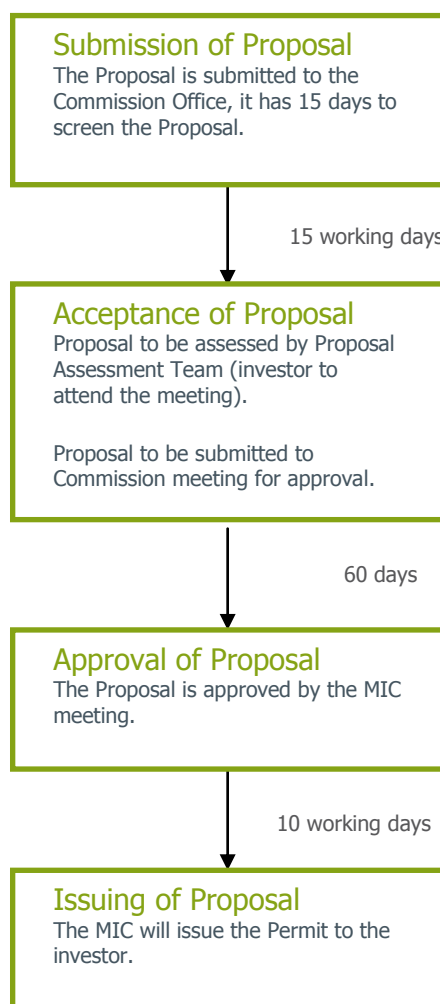 Submission of Proposal
The Proposal is submitted to the
Commission Office, it has 15 days to
screen the Proposal.
15 working days
Acceptance of Proposal
Proposal to be assessed by Proposal
Assessment Team (investor to
attend the meeting).
Proposal to be submitted to
Commission meeting for approval.
60 days
Approval of Proposal
The Proposal is approved by the MIC
meeting.
10 working days
Issuing of Proposal
The MIC will issue the Permit to the
investor.